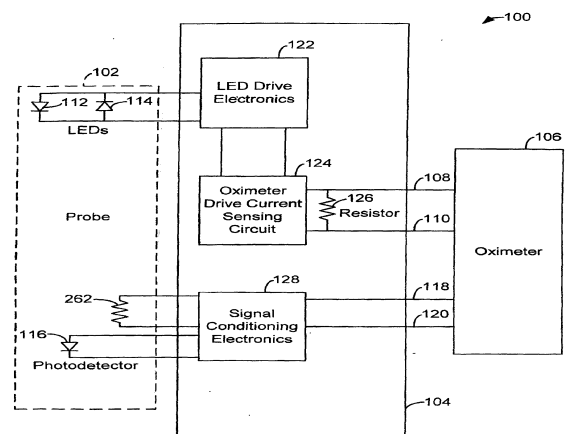 100
122
102
LED Drive
Electronics
112
114
LEDs
106
124
108
Oximeter
Drive Current
Sensing
Circuit
126
Resistor
110
Probe
Oximeter
128
118
262
Signal
Conditioning
Electronics
120
116
Photodetector
104